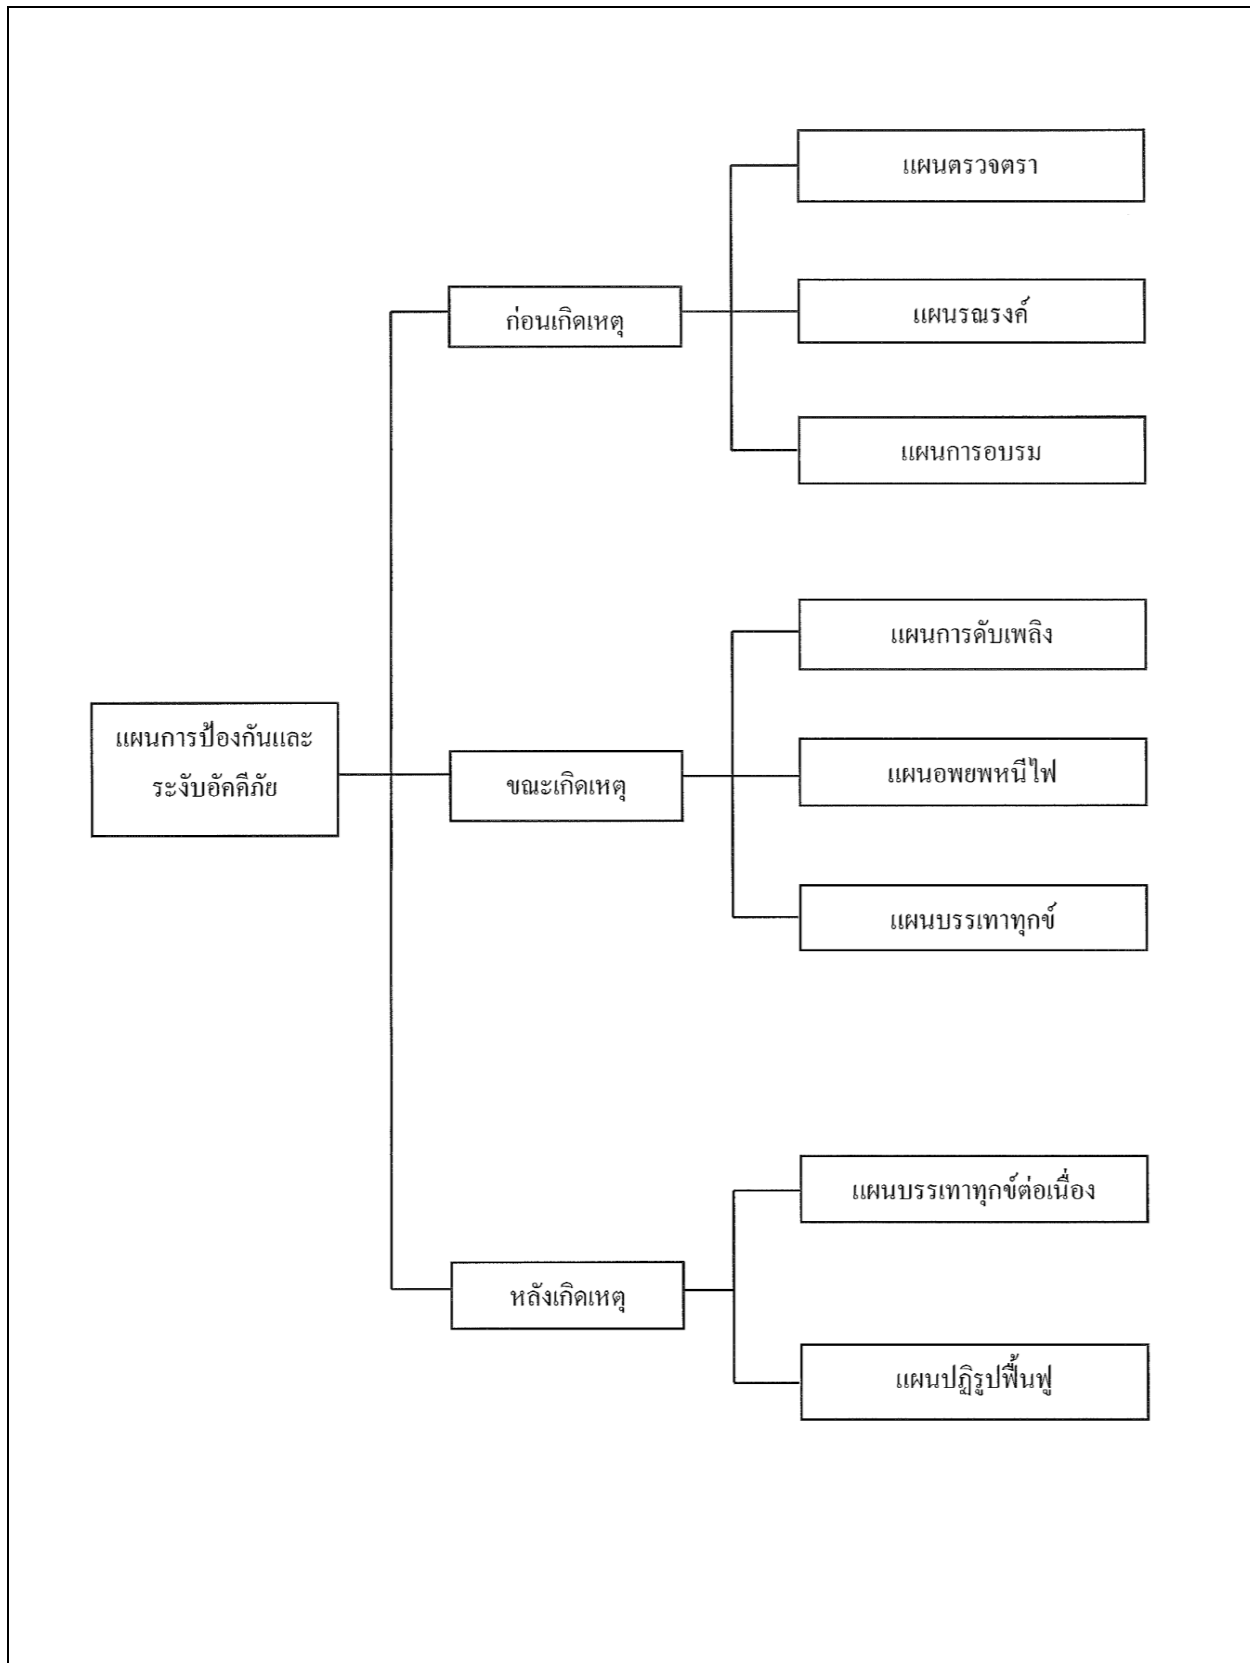 แผนตรวจตรา
ก่อนเกิดเหตุ
แผนรณรงค์
แผนการอบรม
แผนการดับเพลิง
แผนการป้องกันและ
ระงับอัคคีภัย
ขณะเกิดเหตุ
แผนอพยพหนีไฟ
แผนบรรเทาทุกข์
แผนบรรเทาทุกข์ต่อเนื่อง
หลังเกิดเหตุ
แผนปฏิรูปฟื้นฟู